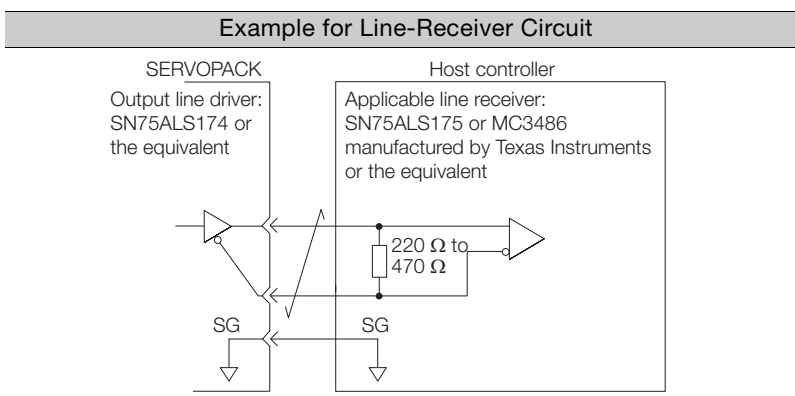 Example for Line-Receiver Circuit
SERVOPACK
Host controller
Output line driver:
SN75ALS174 or
the equivalent
Applicable line receiver:
SN75ALS175 or MC3486
manufactured by Texas Instruments
or the equivalent
220 Ω to
470 Ω
SG
SG